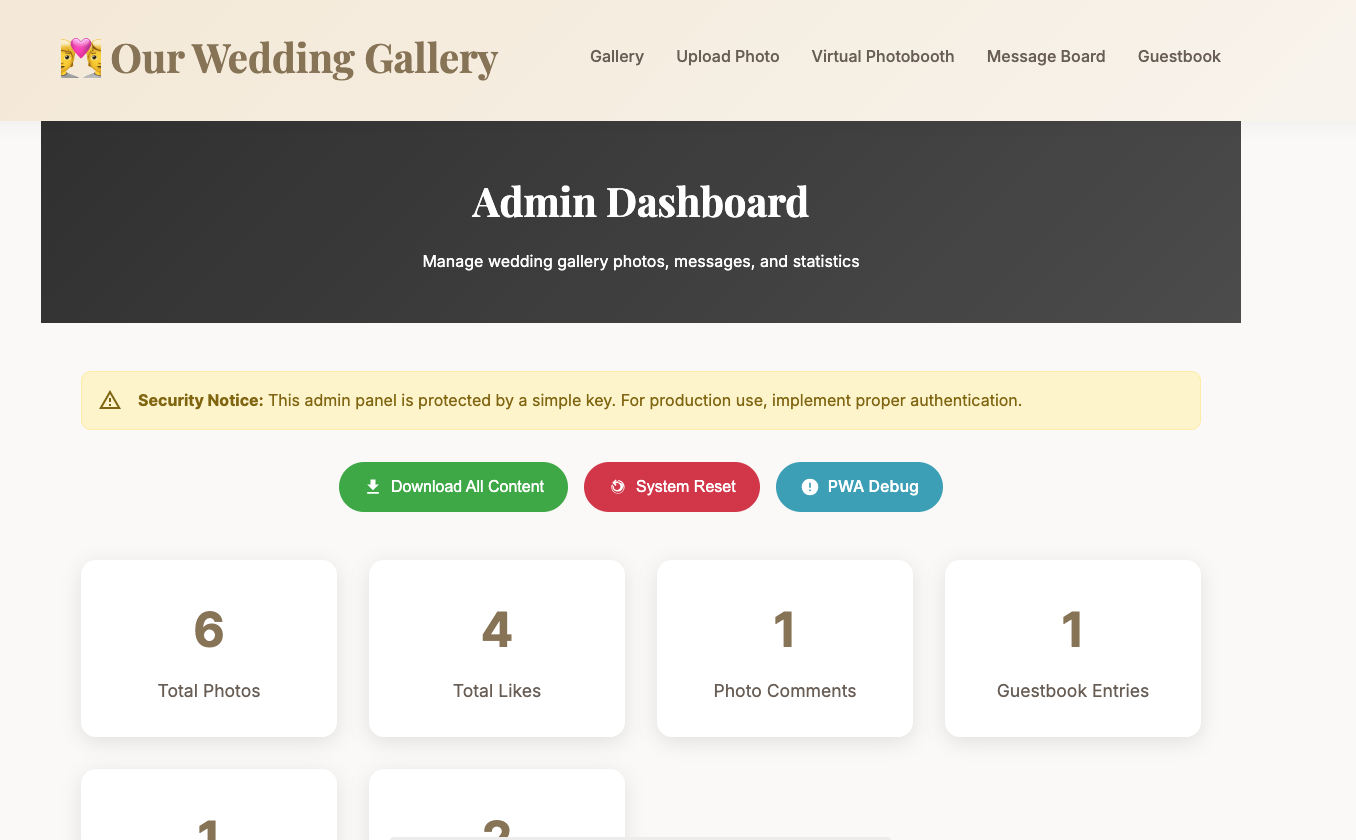 Our Wedding Gallery
Gallery Upload Photo Virtual Photobooth Message Board Guestbook
Admin Dashboard
Manage wedding gallery photos, messages, and statistics
Security Notice: This admin panel is protected by a simple key. For production use, implement proper authentication.
Download All Content System Reset PWA Debug
6 4 1 1
Total Photos Total Likes Photo Comments Guestbook Entries
1 2